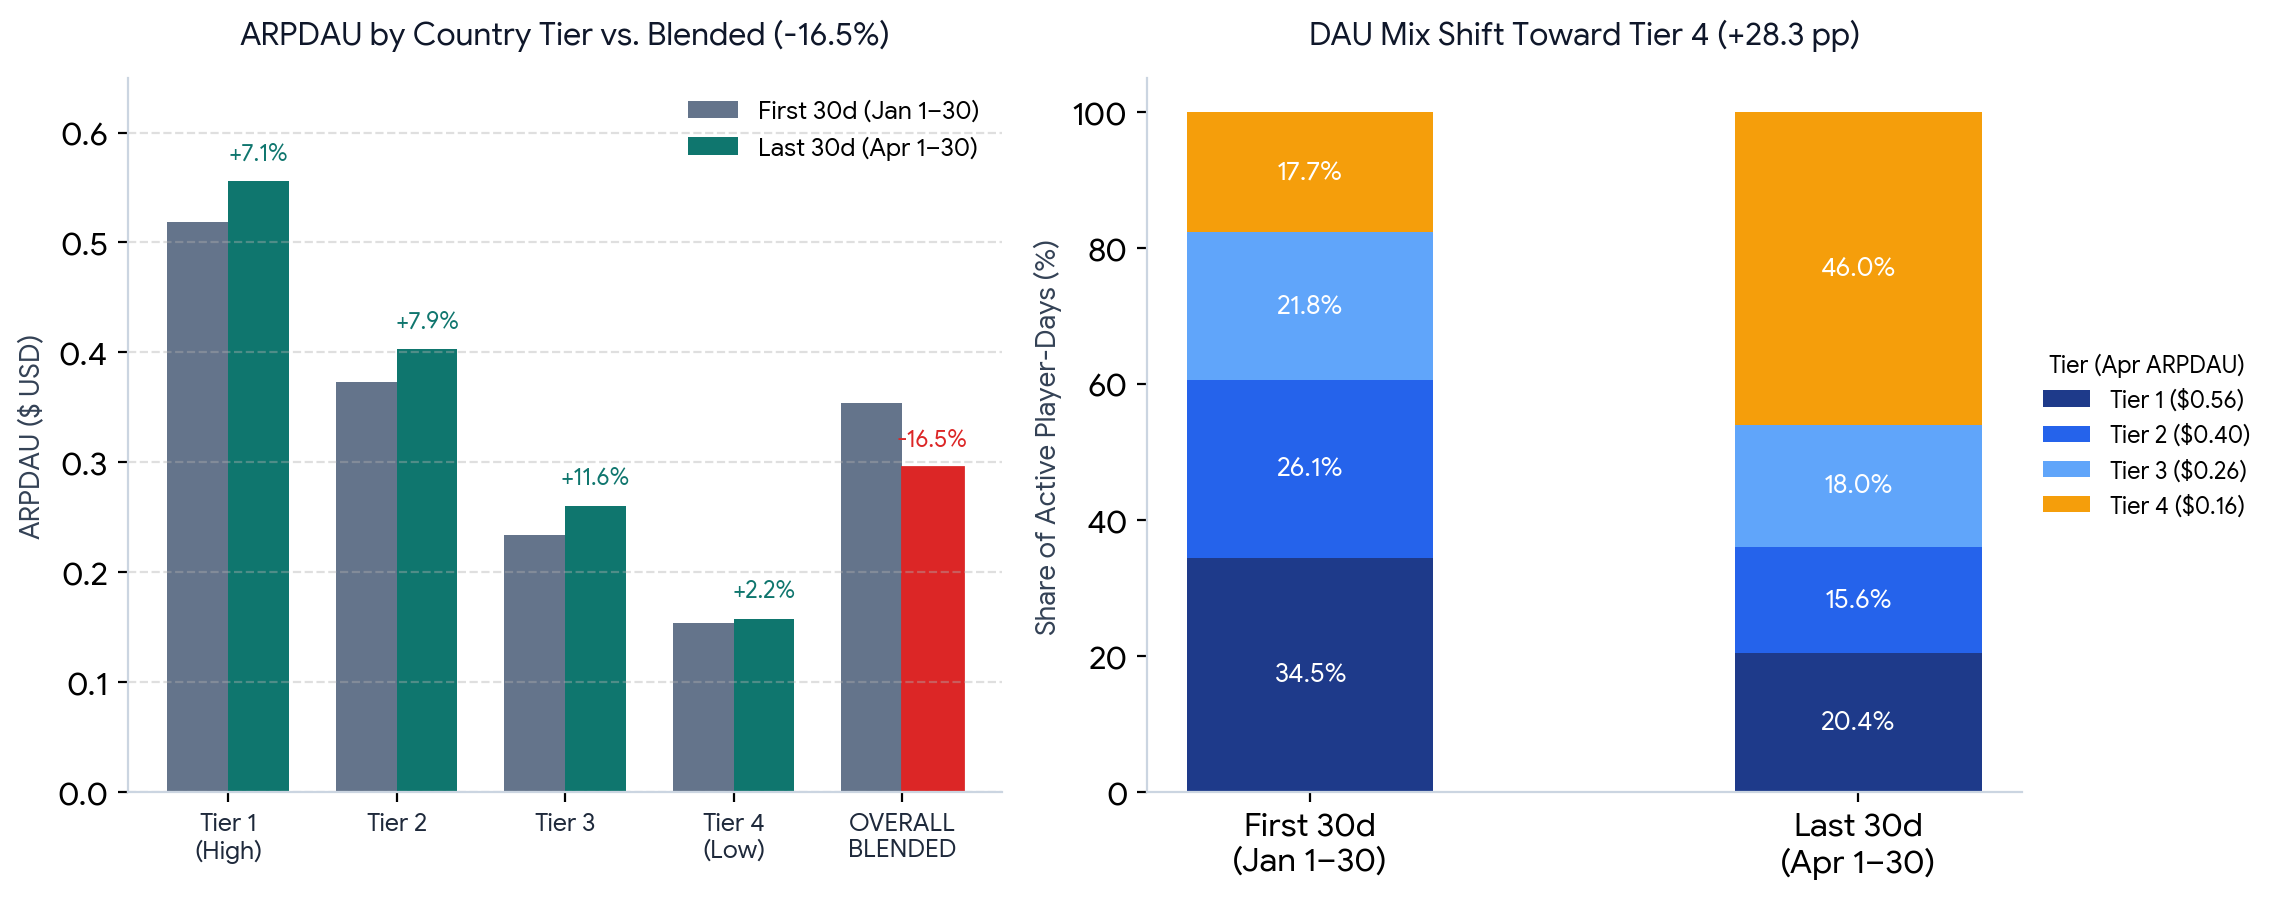 ARPDAU by Country Tier vs. Blended (-16.5%)
ARPDAU ($ USD)
0.6
0.5
0.4
0.3
0.2
0.1
0.0
First 30d (Jan 1–30)
Last 30d (Apr 1–30)
+7.1%
+7.9%
+11.6%
+2.2%
-16.5%
Tier 1
(High)
Tier 2
Tier 3
Tier 4
(Low)
OVERALL
BLENDED
DAU Mix Shift Toward Tier 4 (+28.3 pp)
Share of Active Player-Days (%)
100
80
60
40
20
0
17.7%
21.8%
26.1%
34.5%
46.0%
18.0%
15.6%
20.4%
First 30d
(Jan 1–30)
Last 30d
(Apr 1–30)
Tier (Apr ARPDAU)
Tier 1 ($0.56)
Tier 2 ($0.40)
Tier 3 ($0.26)
Tier 4 ($0.16)